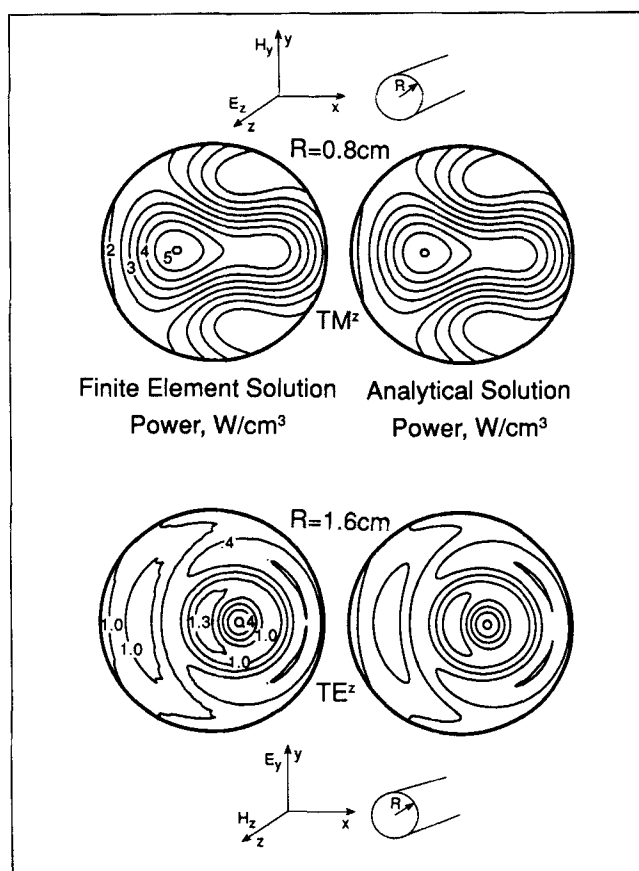 H_y y
R
E_z x
z
R=0.8cm
2 3 4 5
TM^z
Finite Element Solution Analytical Solution
Power, W/cm³ Power, W/cm³
R=1.6cm
.4
1.0 1.3 .4 1.0
1.0 1.0
TE^z
E_y y
R
H_z x
z